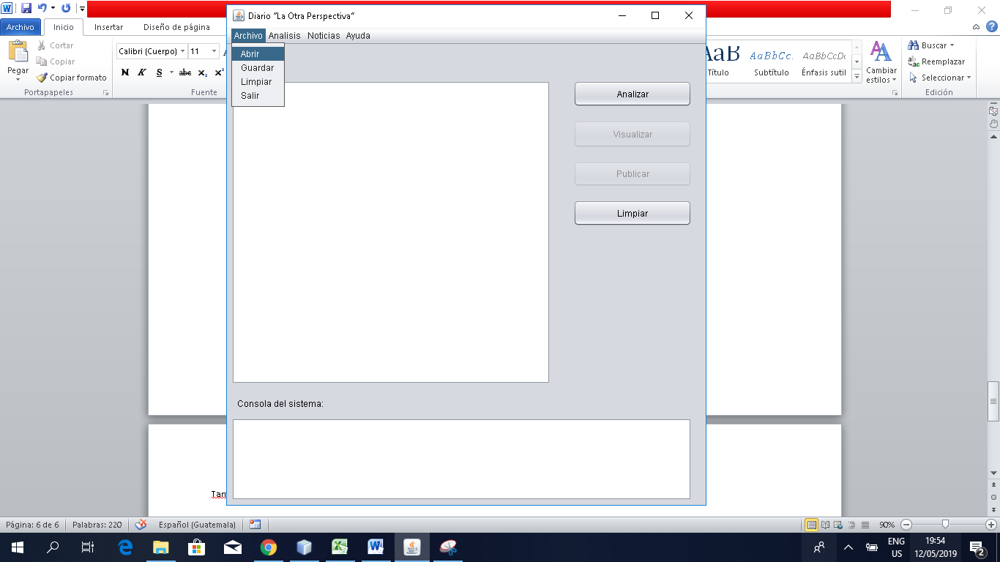 Diario "La Otra Perspectiva"
Archivo Inicio Insertar Diseño de página
Archivo Analisis Noticias Ayuda
Abrir
Guardar
Limpiar
Salir
Pegar
Cortar
Copiar
Copiar formato
Portapapeles
Calibri (Cuerpo) 11
N K S abc x₂ x²
Fuente
AaB AaBbCc. AaBbCcDc
Título Subtítulo Énfasis sutil
Cambiar estilos
Buscar
Reemplazar
Seleccionar
Edición
Analizar
Visualizar
Publicar
Limpiar
Consola del sistema:
Tam
Página: 6 de 6 Palabras: 220 Español (Guatemala) 90%
ENG
US
19:54
12/05/2019
2